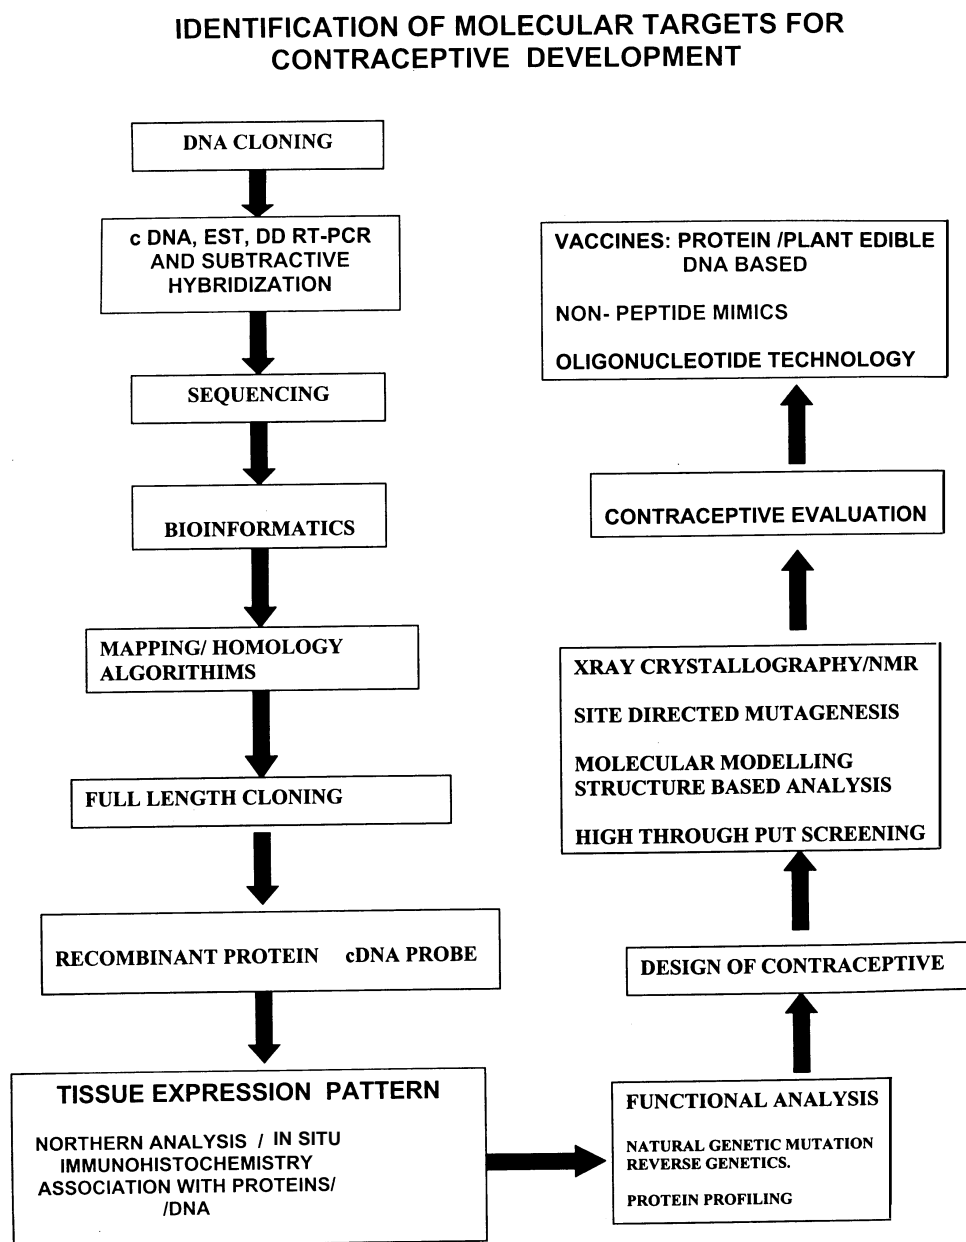 IDENTIFICATION OF MOLECULAR TARGETS FOR
CONTRACEPTIVE DEVELOPMENT
DNA CLONING
c DNA, EST, DD RT-PCR
AND SUBTRACTIVE
HYBRIDIZATION
SEQUENCING
BIOINFORMATICS
MAPPING/ HOMOLOGY
ALGORITHIMS
FULL LENGTH CLONING
RECOMBINANT PROTEIN cDNA PROBE
TISSUE EXPRESSION PATTERN
NORTHERN ANALYSIS / IN SITU
IMMUNOHISTOCHEMISTRY
ASSOCIATION WITH PROTEINS/
/DNA
FUNCTIONAL ANALYSIS
NATURAL GENETIC MUTATION
REVERSE GENETICS.
PROTEIN PROFILING
DESIGN OF CONTRACEPTIVE
XRAY CRYSTALLOGRAPHY/NMR
SITE DIRECTED MUTAGENESIS
MOLECULAR MODELLING
STRUCTURE BASED ANALYSIS
HIGH THROUGH PUT SCREENING
CONTRACEPTIVE EVALUATION
VACCINES: PROTEIN /PLANT EDIBLE
DNA BASED
NON- PEPTIDE MIMICS
OLIGONUCLEOTIDE TECHNOLOGY